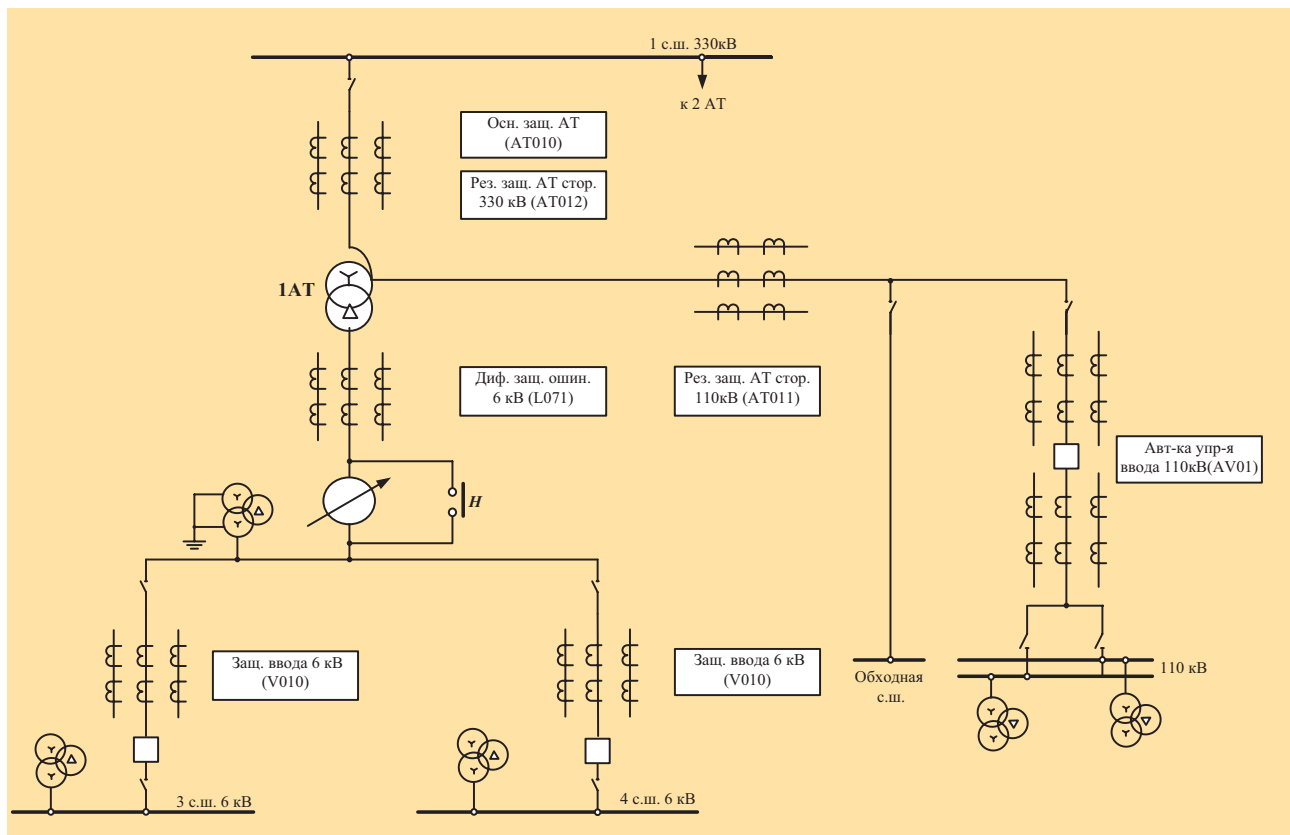 1 с.ш. 330кВ
к 2 АТ
Осн. защ. АТ
(АТ010)
Рез. защ. АТ стор.
330 кВ (АТ012)
1АТ
Диф. защ. ошин.
6 кВ (L071)
Рез. защ. АТ стор.
110кВ (АТ011)
Авт-ка упр-я
ввода 110кВ(AV01)
Н
Защ. ввода 6 кВ
(V010)
Защ. ввода 6 кВ
(V010)
Обходная
с.ш.
110 кВ
3 с.ш. 6 кВ
4 с.ш. 6 кВ